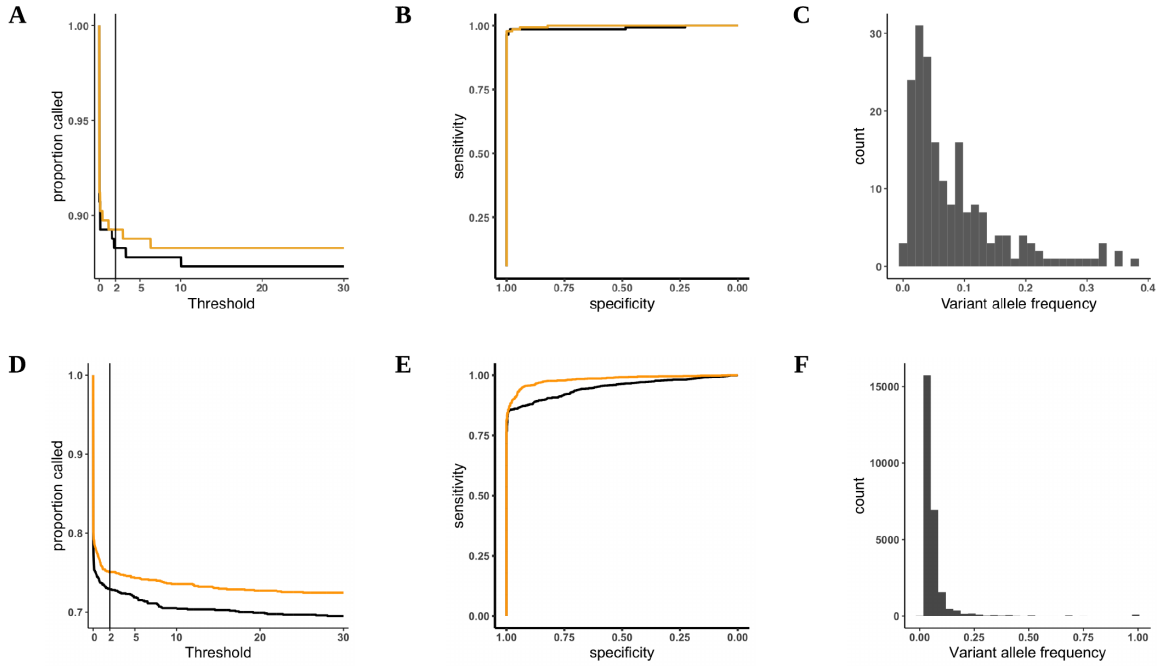 A
1.00
0.95
0.90
proportion called
0 2 5 10 20 30
Threshold
B
1.00
0.75
0.50
0.25
sensitivity
1.00 0.75 0.50 0.25 0.00
specificity
C
30
20
10
0
count
0.0 0.1 0.2 0.3 0.4
Variant allele frequency
D
1.0
0.9
0.8
0.7
proportion called
0 2 5 10 20 30
Threshold
E
1.00
0.75
0.50
0.25
0.00
sensitivity
1.00 0.75 0.50 0.25 0.00
specificity
F
15000
10000
5000
0
count
0.00 0.25 0.50 0.75 1.00
Variant allele frequency